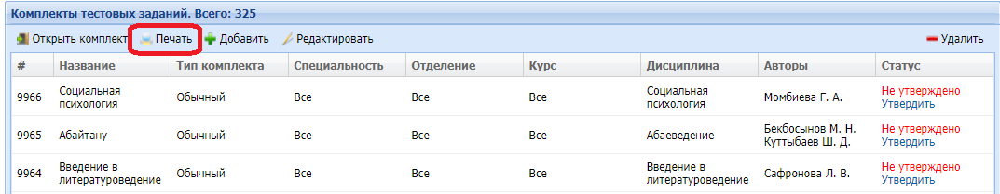 Комплекты тестовых заданий. Всего: 325
Открыть комплект Печать Добавить Редактировать Удалить
# Название Тип комплекта Специальность Отделение Курс Дисциплина Авторы Статус
9966 Социальная психология Обычный Все Все Все Социальная психология Момбиева Г. А. Не утверждено Утвердить
9965 Абайтану Обычный Все Все Все Абаеведение Бекбосынов М. Н. Куттыбаев Ш. Д. Не утверждено Утвердить
9964 Введение в литературоведение Обычный Все Все Все Введение в литературоведение Сафронова Л. В. Не утверждено Утвердить